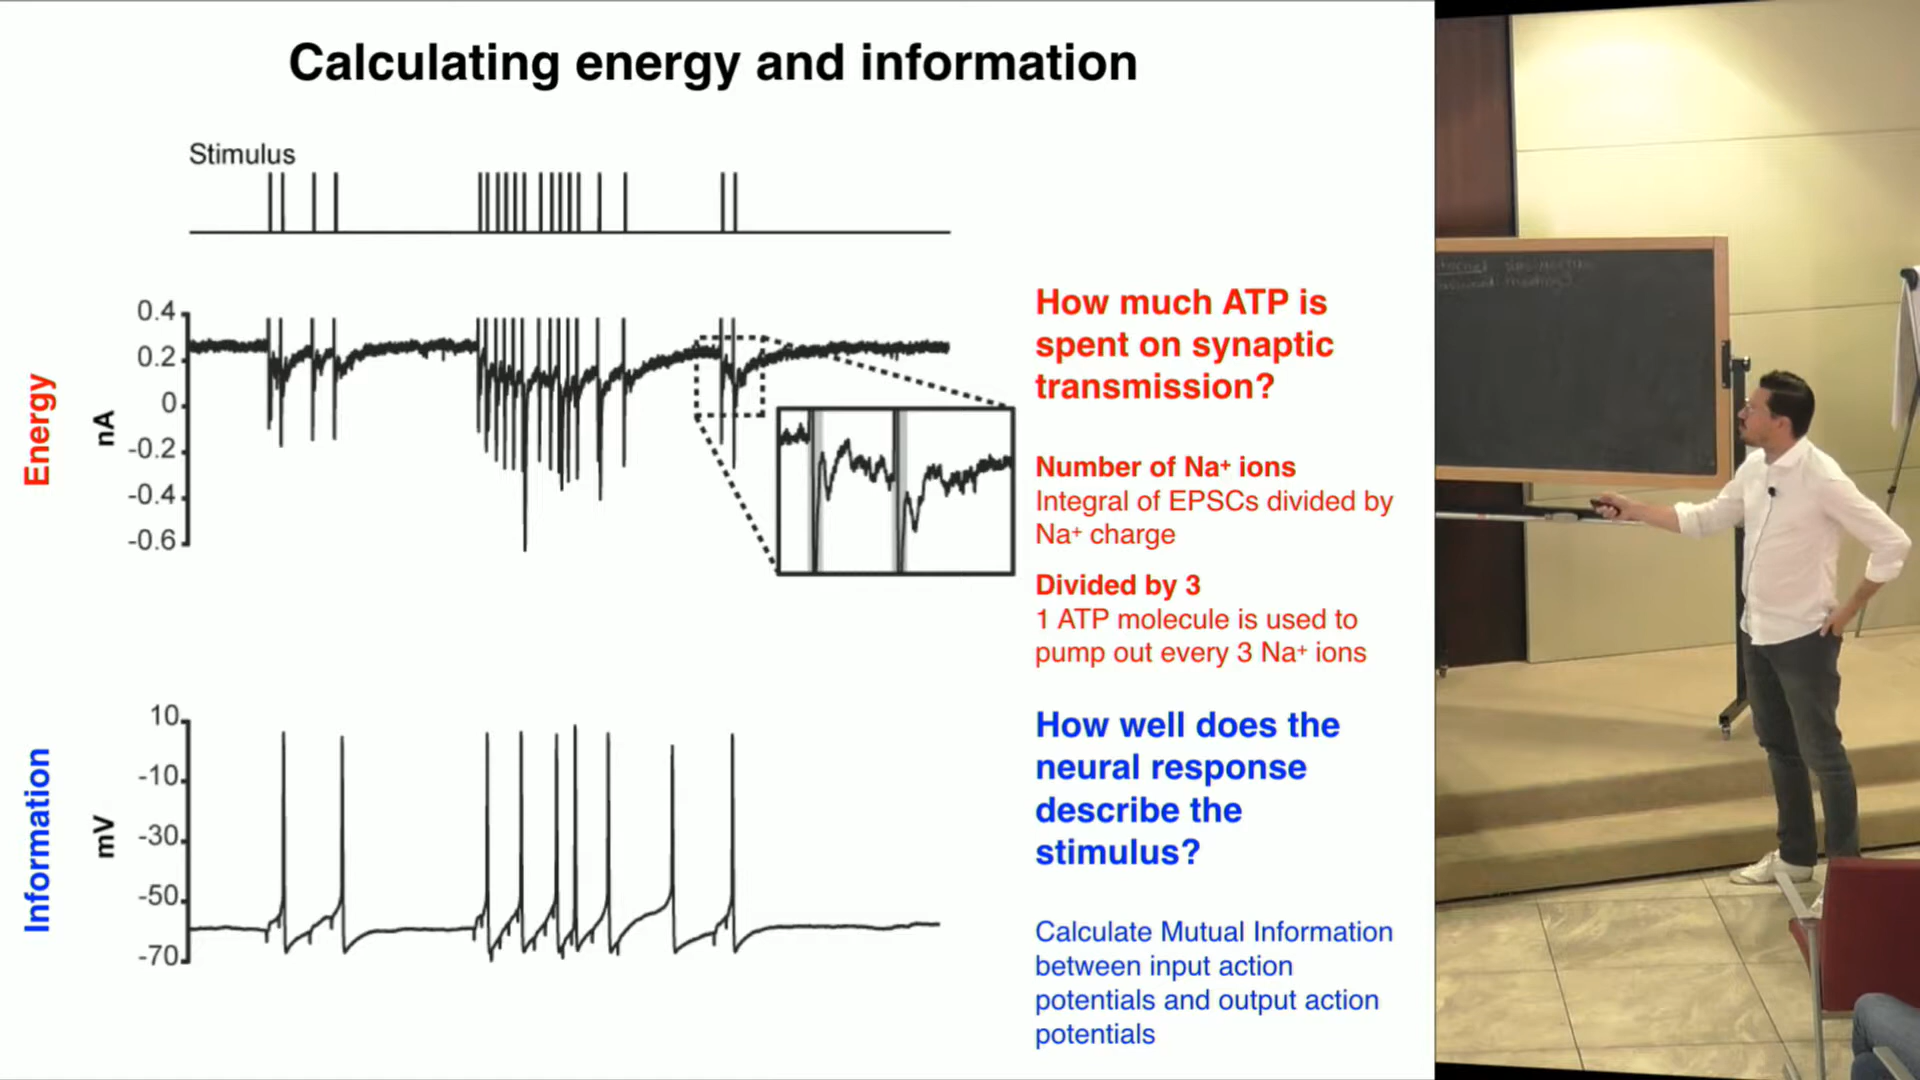 Calculating energy and information
Stimulus
Energy
nA
0.4
0.2
0
-0.2
-0.4
-0.6
How much ATP is
spent on synaptic
transmission?
Number of Na⁺ ions
Integral of EPSCs divided by
Na⁺ charge
Divided by 3
1 ATP molecule is used to
pump out every 3 Na⁺ ions
Information
mV
10
-10
-30
-50
-70
How well does the
neural response
describe the
stimulus?
Calculate Mutual Information
between input action
potentials and output action
potentials